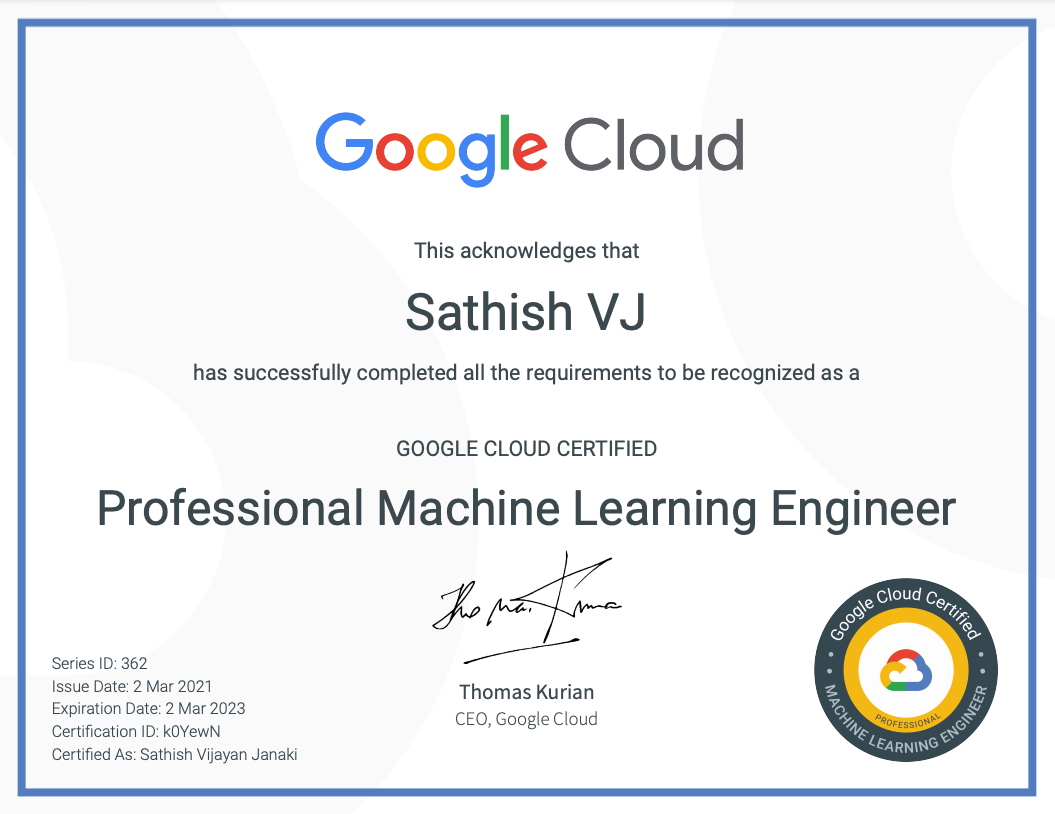 Google Cloud
This acknowledges that
Sathish VJ
has successfully completed all the requirements to be recognized as a
GOOGLE CLOUD CERTIFIED
Professional Machine Learning Engineer
Thomas Kurian
CEO, Google Cloud
Series ID: 362
Issue Date: 2 Mar 2021
Expiration Date: 2 Mar 2023
Certification ID: k0YewN
Certified As: Sathish Vijayan Janaki
Google Cloud Certified
PROFESSIONAL
MACHINE LEARNING ENGINEER